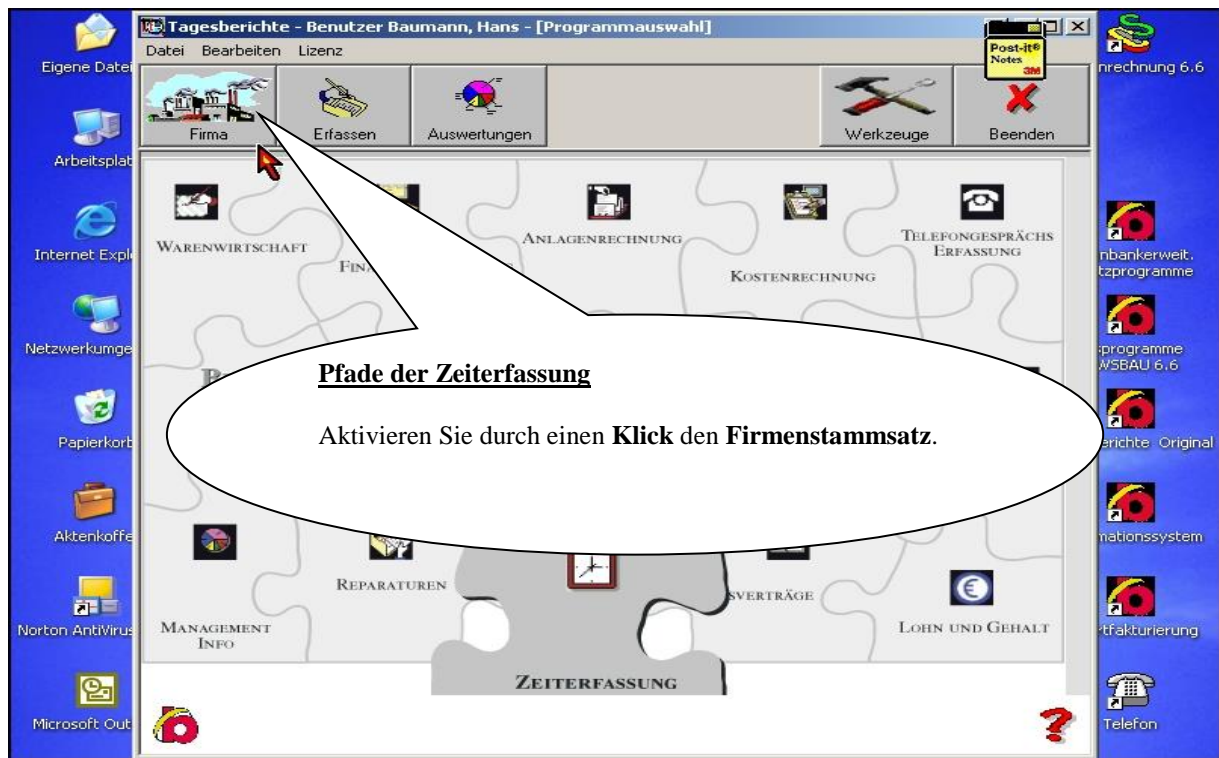 Tagesberichte - Benutzer Baumann, Hans - [Programmauswahl]
Datei Bearbeiten Lizenz
Post-it®
Notes
3M
Firma
Erfassen
Auswertungen
Werkzeuge
Beenden
Eigene Datei
Arbeitsplat
Internet Explo
Netzwerkumge
Papierkorb
Aktenkoffe
Norton AntiVirus
Microsoft Out
WARENWIRTSCHAFT
FINA
ANLAGENRECHNUNG
KOSTENRECHNUNG
TELEFONGESPRÄCHS
ERFASSUNG
Pfade der Zeiterfassung
Aktivieren Sie durch einen Klick den Firmenstammsatz.
MANAGEMENT
INFO
REPARATUREN
SVERTRÄGE
LOHN UND GEHALT
ZEITERFASSUNG
?
nrechnung 6.6
nbankerweit.
tzprogramme
programme
WSBAU 6.6
erichte Original
mationssystem
tfakturierung
Telefon